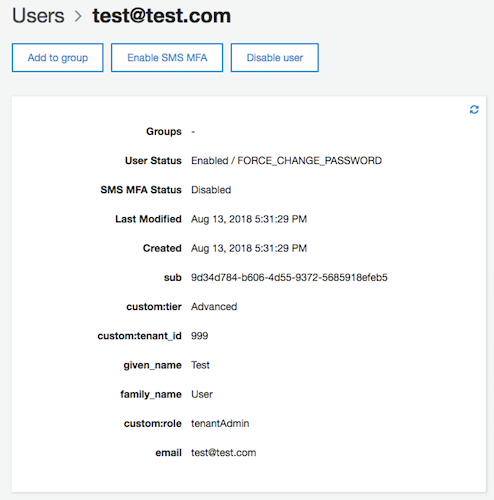 Users > test@test.com
Add to group Enable SMS MFA Disable user
Groups -
User Status Enabled / FORCE_CHANGE_PASSWORD
SMS MFA Status Disabled
Last Modified Aug 13, 2018 5:31:29 PM
Created Aug 13, 2018 5:31:29 PM
sub 9d34d784-b606-4d55-9372-5685918efeb5
custom:tier Advanced
custom:tenant_id 999
given_name Test
family_name User
custom:role tenantAdmin
email test@test.com